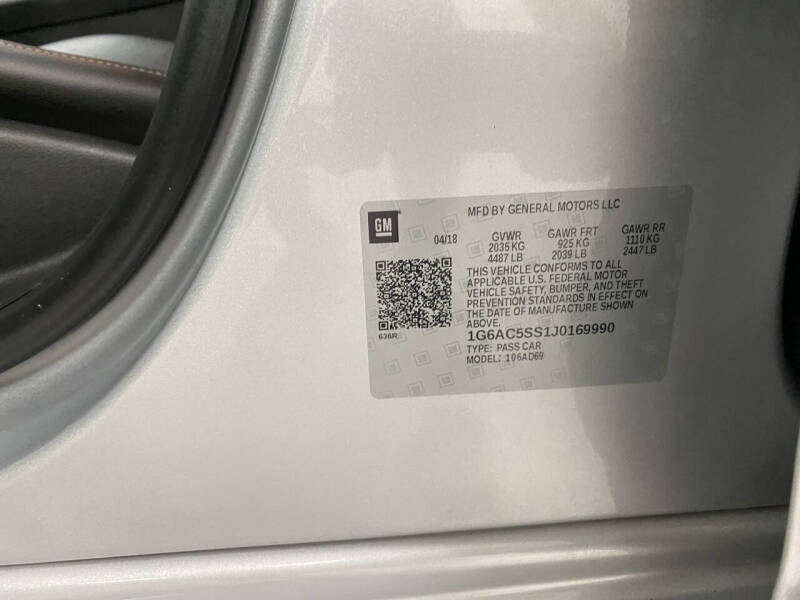 MFD BY GENERAL MOTORS LLC
GM
04/18 GVWR GAWR FRT GAWR RR
2035 KG 925 KG 1110 KG
4487 LB 2039 LB 2447 LB
THIS VEHICLE CONFORMS TO ALL
APPLICABLE U.S. FEDERAL MOTOR
VEHICLE SAFETY, BUMPER, AND THEFT
PREVENTION STANDARDS IN EFFECT ON
THE DATE OF MANUFACTURE SHOWN
ABOVE.
636R
1G6AC5SS1J0169990
TYPE: PASS CAR
MODEL: 106AD69